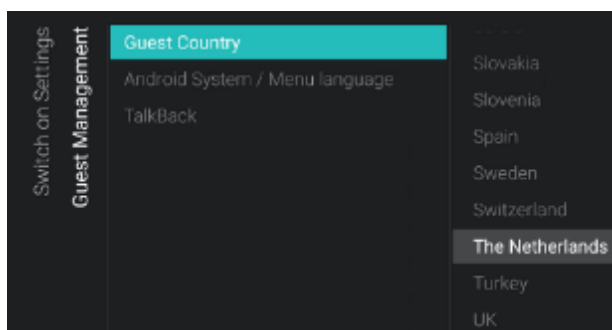 Switch on Settings
Guest Management
Guest Country
Android System / Menu language
TalkBack
Slovakia
Slovenia
Spain
Sweden
Switzerland
The Netherlands
Turkey
UK